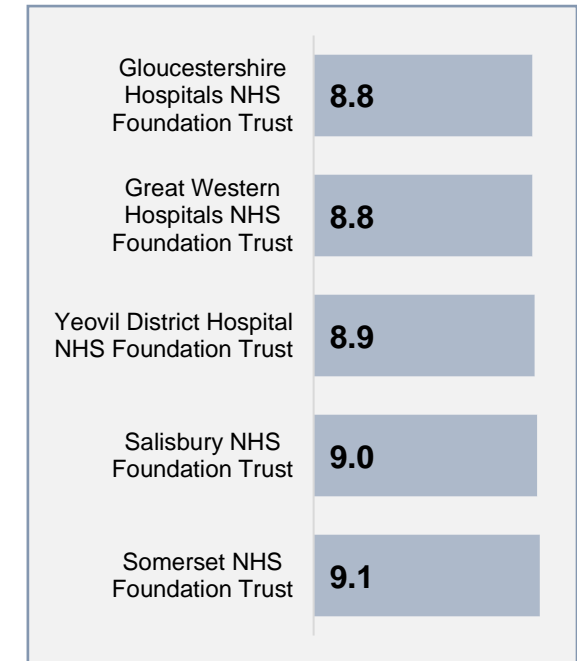 Gloucestershire
Hospitals NHS
Foundation Trust
8.8
Great Western
Hospitals NHS
Foundation Trust
8.8
Yeovil District Hospital
NHS Foundation Trust
8.9
Salisbury NHS
Foundation Trust
9.0
Somerset NHS
Foundation Trust
9.1